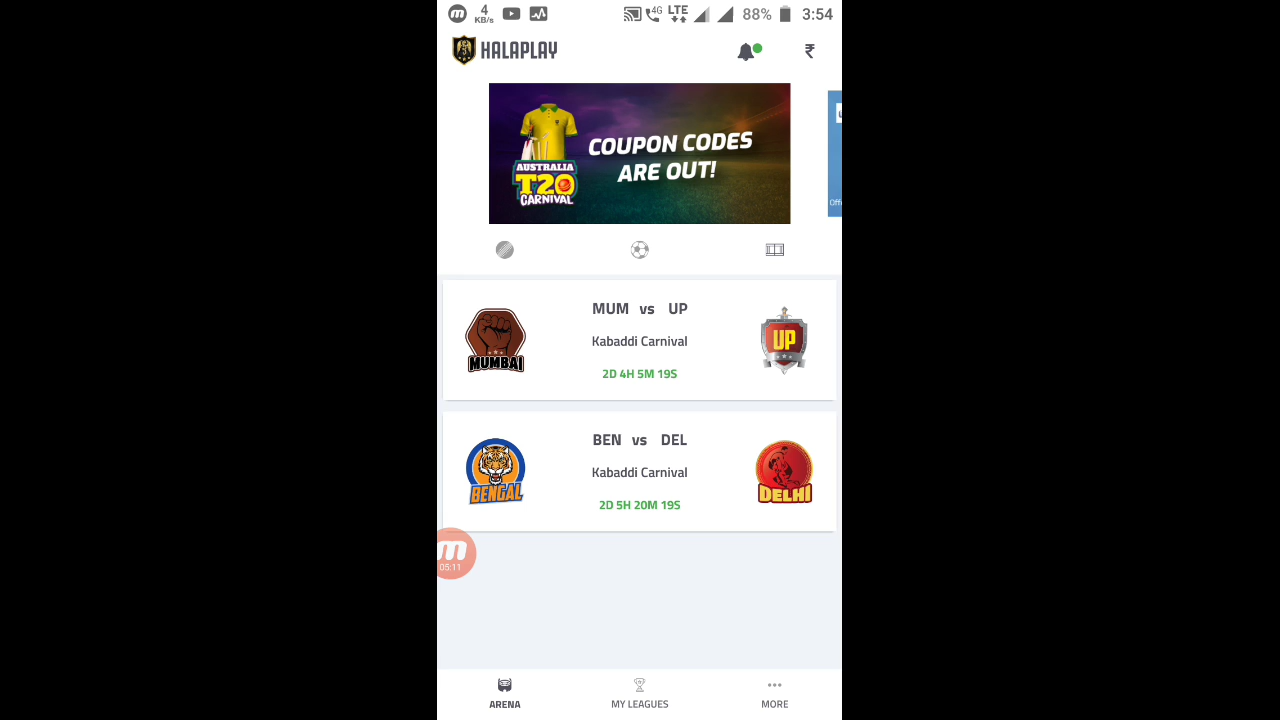 4
KB/s
4G
LTE
88%
3:54
HALAPLAY
₹
AUSTRALIA
T20
CARNIVAL
COUPON CODES
ARE OUT!
MUM vs UP
Kabaddi Carnival
2D 4H 5M 19S
MUMBAI
UP
BEN vs DEL
Kabaddi Carnival
2D 5H 20M 19S
BENGAL
DELHI
05:11
ARENA
MY LEAGUES
MORE